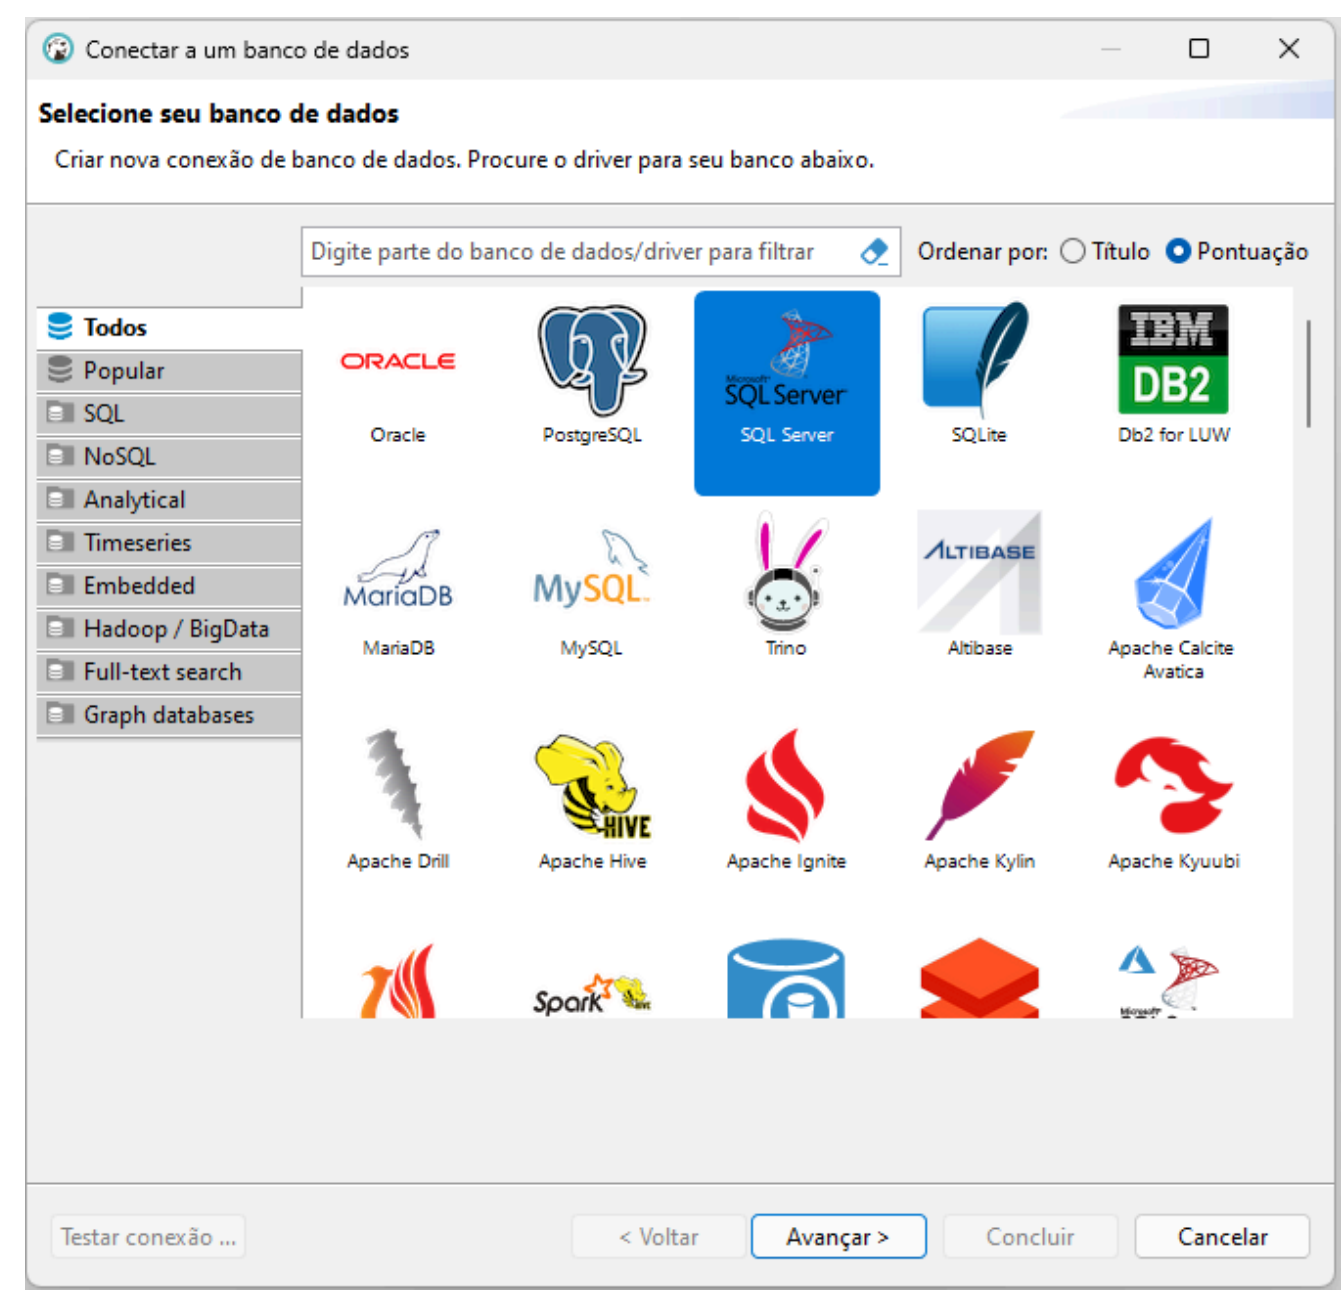 Conectar a um banco de dados
Selecione seu banco de dados
Criar nova conexão de banco de dados. Procure o driver para seu banco abaixo.
Digite parte do banco de dados/driver para filtrar
Ordenar por: Título Pontuação
Todos
Popular
SQL
NoSQL
Analytical
Timeseries
Embedded
Hadoop / BigData
Full-text search
Graph databases
ORACLE
Microsoft
SQL Server
IBM
DB2
Oracle
PostgreSQL
SQL Server
SQLite
Db2 for LUW
MariaDB
MySQL
ALTIBASE
MariaDB
MySQL
Trino
Altibase
Apache Calcite
Avatica
HIVE
Apache Drill
Apache Hive
Apache Ignite
Apache Kylin
Apache Kyuubi
Spark
Microsoft
Testar conexão ...
< Voltar
Avançar >
Concluir
Cancelar